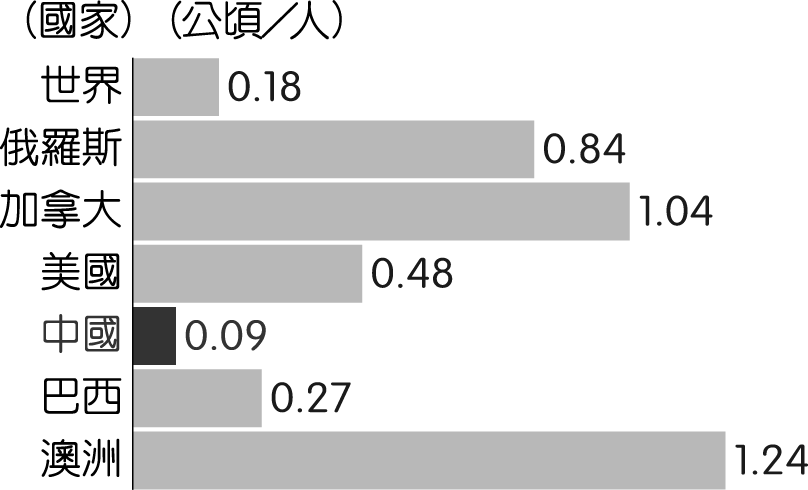 （國家）（公頃／人）
世界 0.18
俄羅斯 0.84
加拿大 1.04
美國 0.48
中國 0.09
巴西 0.27
澳洲 1.24